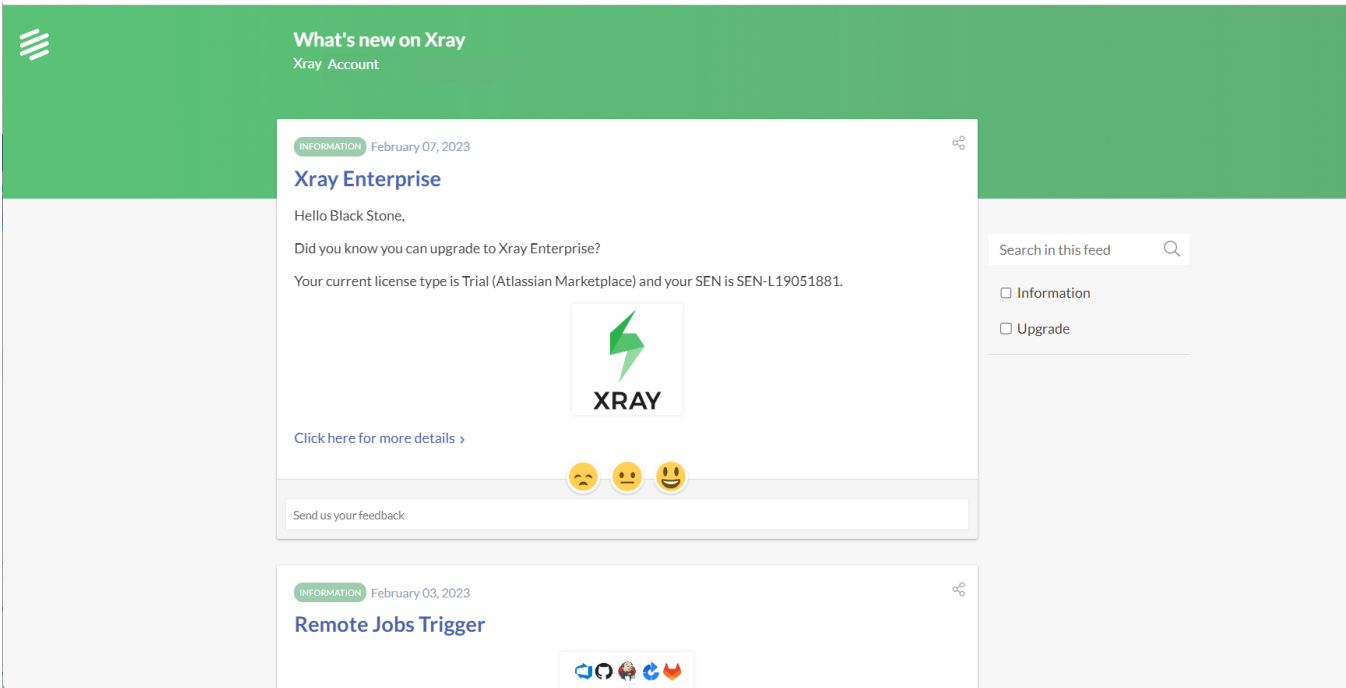 What's new on Xray
Xray Account
INFORMATION February 07, 2023
Xray Enterprise
Hello Black Stone,
Did you know you can upgrade to Xray Enterprise?
Your current license type is Trial (Atlassian Marketplace) and your SEN is SEN-L19051881.
XRAY
Click here for more details ›
Send us your feedback
Search in this feed
Information
Upgrade
INFORMATION February 03, 2023
Remote Jobs Trigger